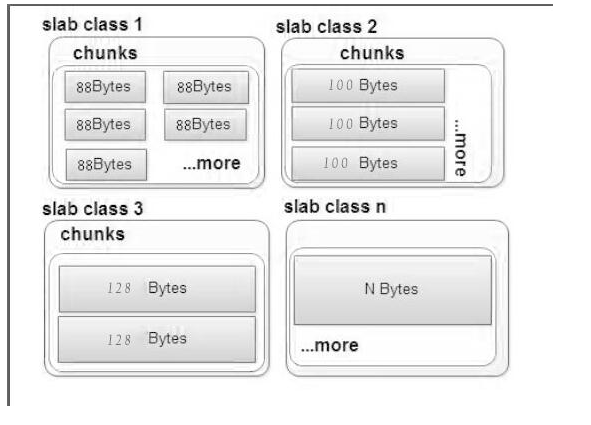 slab class 1
chunks
88Bytes 88Bytes
88Bytes 88Bytes
88Bytes ...more
slab class 2
chunks
100 Bytes
100 Bytes
100 Bytes
...more
slab class 3
chunks
128 Bytes
128 Bytes
slab class n
N Bytes
...more